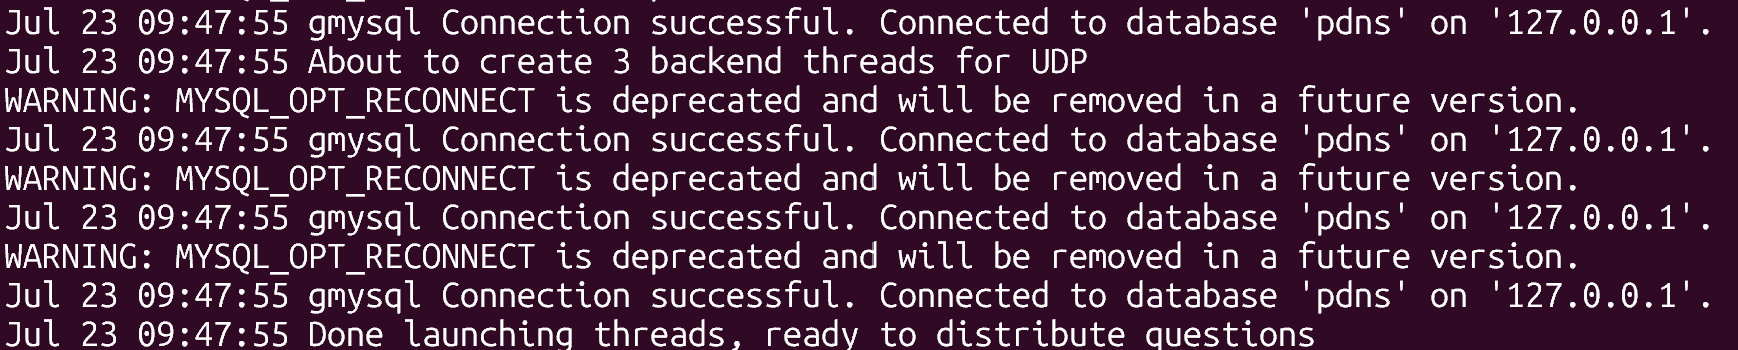 Jul 23 09:47:55 gmysql Connection successful. Connected to database 'pdns' on '127.0.0.1'.
Jul 23 09:47:55 About to create 3 backend threads for UDP
WARNING: MYSQL_OPT_RECONNECT is deprecated and will be removed in a future version.
Jul 23 09:47:55 gmysql Connection successful. Connected to database 'pdns' on '127.0.0.1'.
WARNING: MYSQL_OPT_RECONNECT is deprecated and will be removed in a future version.
Jul 23 09:47:55 gmysql Connection successful. Connected to database 'pdns' on '127.0.0.1'.
WARNING: MYSQL_OPT_RECONNECT is deprecated and will be removed in a future version.
Jul 23 09:47:55 gmysql Connection successful. Connected to database 'pdns' on '127.0.0.1'.
Jul 23 09:47:55 Done launching threads, ready to distribute questions